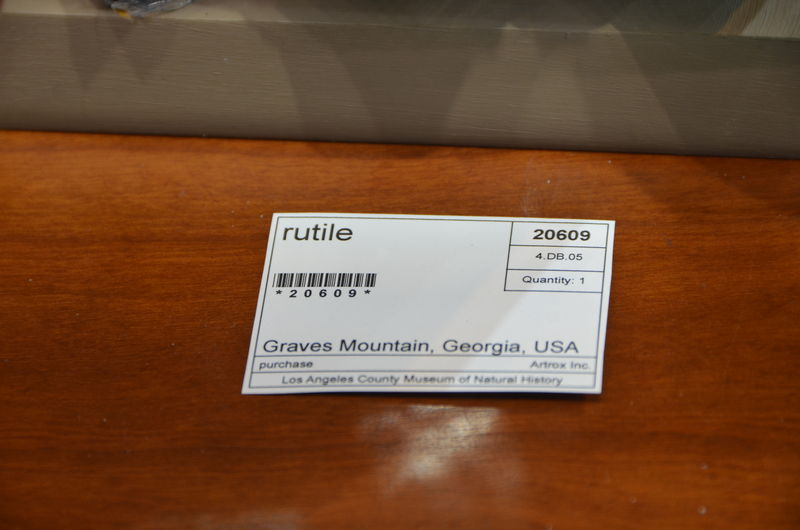 rutile
20609
4.DB.05
Quantity: 1
*20609*
Graves Mountain, Georgia, USA
purchase Artrox Inc.
Los Angeles County Museum of Natural History